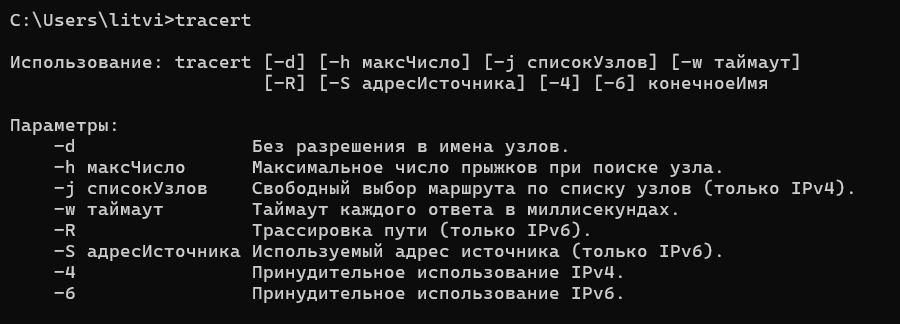 C:\Users\litvi>tracert
Использование: tracert [-d] [-h максЧисло] [-j списокУзлов] [-w таймаут]
[-R] [-S адресИсточника] [-4] [-6] конечноеИмя
Параметры:
-d Без разрешения в имена узлов.
-h максЧисло Максимальное число прыжков при поиске узла.
-j списокУзлов Свободный выбор маршрута по списку узлов (только IPv4).
-w таймаут Таймаут каждого ответа в миллисекундах.
-R Трассировка пути (только IPv6).
-S адресИсточника Используемый адрес источника (только IPv6).
-4 Принудительное использование IPv4.
-6 Принудительное использование IPv6.